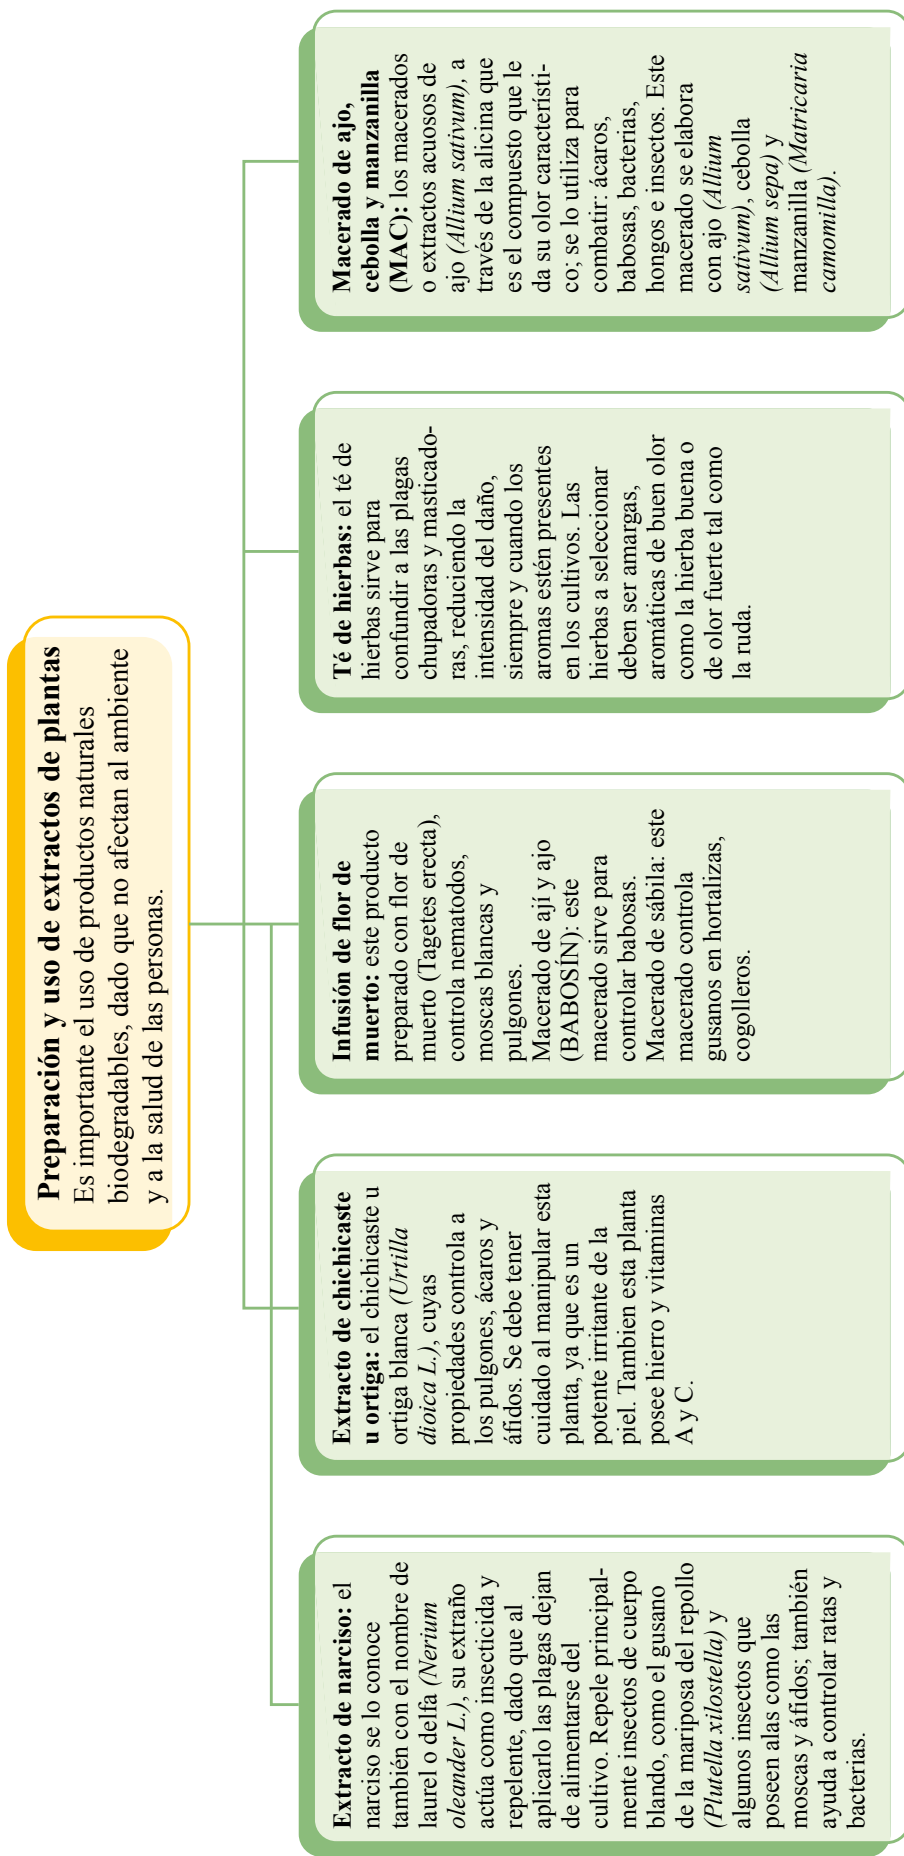 Preparación y uso de extractos de plantas
Es importante el uso de productos naturales
biodegradables, dado que no afectan al ambiente
y a la salud de las personas.
Extracto de narciso: el
narciso se lo conoce
también con el nombre de
laurel o delfa (Nerium
oleander L.), su extraño
actúa como insecticida y
repelente, dado que al
aplicarlo las plagas dejan
de alimentarse del
cultivo. Repele principal-
mente insectos de cuerpo
blando, como el gusano
de la mariposa del repollo
(Plutella xilostella) y
algunos insectos que
poseen alas como las
moscas y áfidos; también
ayuda a controlar ratas y
bacterias.
Extracto de chichicaste
u ortiga: el chichicaste u
ortiga blanca (Urtilla
dioica L.), cuyas
propiedades controla a
los pulgones, ácaros y
áfidos. Se debe tener
cuidado al manipular esta
planta, ya que es un
potente irritante de la
piel. Tambien esta planta
posee hierro y vitaminas
A y C.
Infusión de flor de
muerto: este producto
preparado con flor de
muerto (Tagetes erecta),
controla nematodos,
moscas blancas y
pulgones.
Macerado de ají y ajo
(BABOSÍN): este
macerado sirve para
controlar babosas.
Macerado de sábila: este
macerado controla
gusanos en hortalizas,
cogolleros.
Té de hierbas: el té de
hierbas sirve para
confundir a las plagas
chupadoras y masticado-
ras, reduciendo la
intensidad del daño,
siempre y cuando los
aromas estén presentes
en los cultivos. Las
hierbas a seleccionar
deben ser amargas,
aromáticas de buen olor
como la hierba buena o
de olor fuerte tal como
la ruda.
Macerado de ajo,
cebolla y manzanilla
(MAC): los macerados
o extractos acuosos de
ajo (Allium sativum), a
través de la alicina que
es el compuesto que le
da su olor característi-
co; se lo utiliza para
combatir: ácaros,
babosas, bacterias,
hongos e insectos. Este
macerado se elabora
con ajo (Allium
sativum), cebolla
(Allium sepa) y
manzanilla (Matricaria
camomilla).